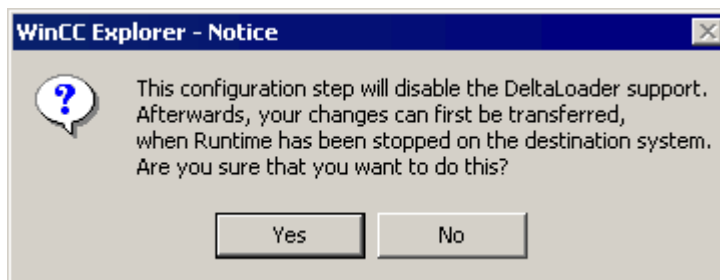 WinCC Explorer - Notice
This configuration step will disable the DeltaLoader support.
Afterwards, your changes can first be transferred,
when Runtime has been stopped on the destination system.
Are you sure that you want to do this?
Yes No